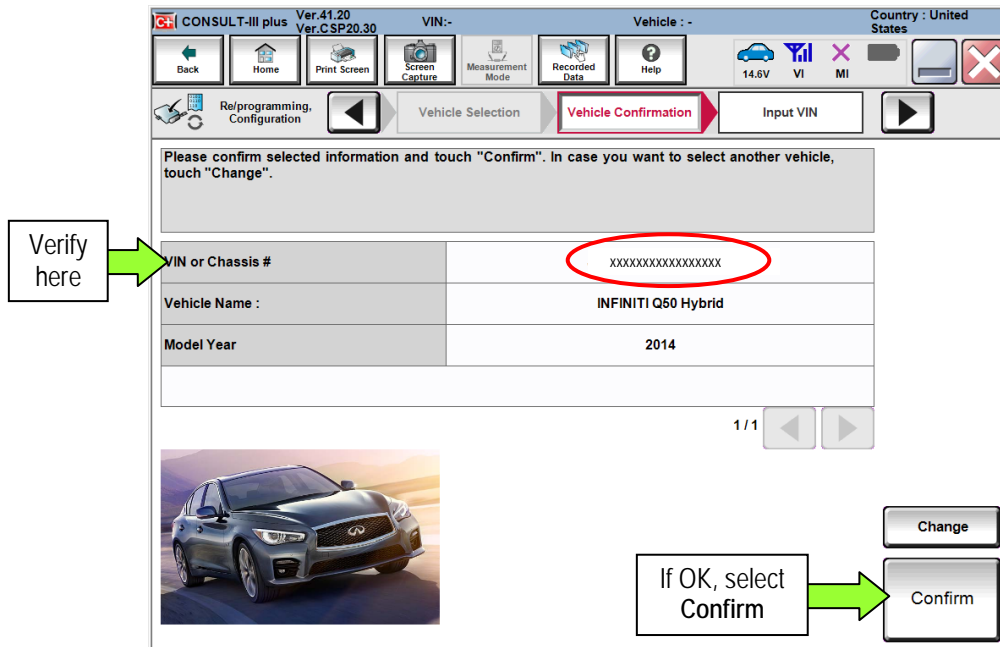 CONSULT-III plus Ver.41.20 Ver.CSP20.30 VIN:- Vehicle : - Country : United States
Back Home Print Screen Screen Capture Measurement Mode Recorded Data Help 14.6V VI MI
Re/programming, Configuration Vehicle Selection Vehicle Confirmation Input VIN
Please confirm selected information and touch "Confirm". In case you want to select another vehicle,
touch "Change".
Verify
here
VIN or Chassis # XXXXXXXXXXXXXXXXX
Vehicle Name : INFINITI Q50 Hybrid
Model Year 2014
1 / 1
Change
If OK, select
Confirm
Confirm